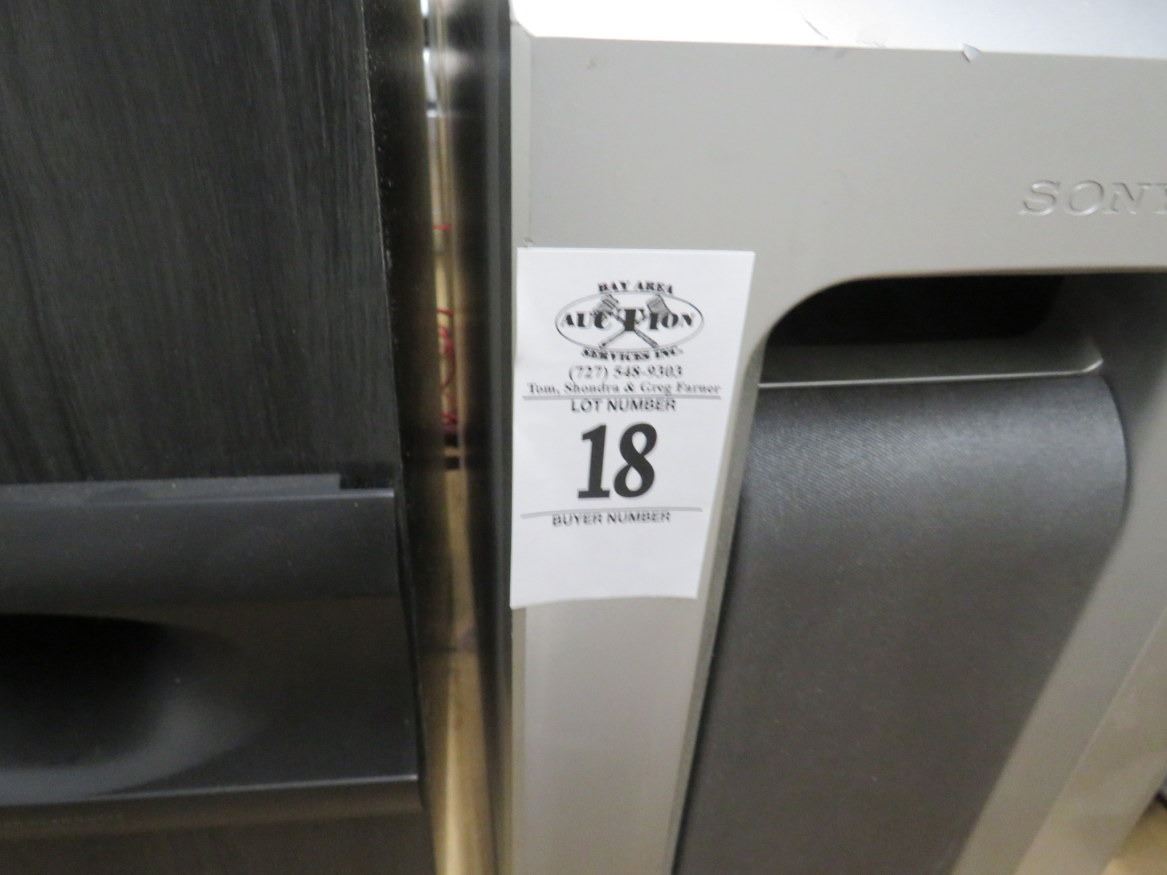 SONY
BAY AREA
AUCTION
SERVICES INC.
(727) 548-9303
Tom, Shondra & Greg Farner
LOT NUMBER
18
BUYER NUMBER